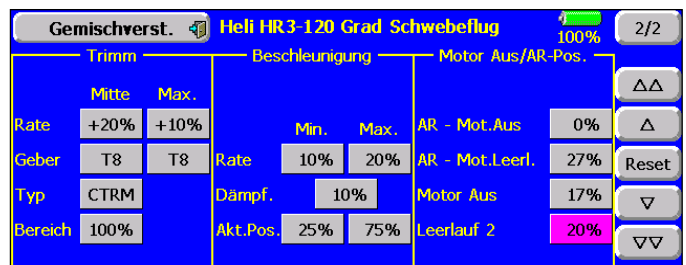 Gemischverst. Heli HR3-120 Grad Schwebeflug 100% 2/2
Trimm Beschleunigung Motor Aus/AR-Pos.
Mitte Max.
Rate +20% +10% Min. Max. AR - Mot.Aus 0%
Geber T8 T8 Rate 10% 20% AR - Mot.Leerl. 27% Reset
Typ CTRM Dämpf. 10% Motor Aus 17%
Bereich 100% Akt.Pos. 25% 75% Leerlauf 2 20%